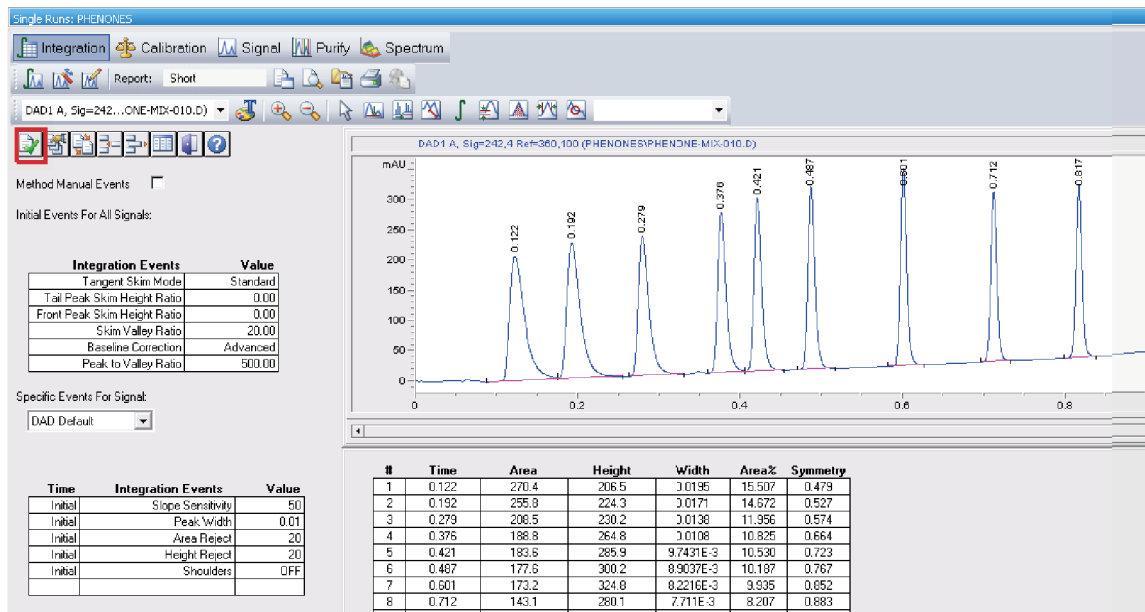 Single Runs: PHENONES
Integration Calibration Signal Purify Spectrum
Report: Short
DAD1 A, Sig=242...ONE-MIX-010.D)
Method Manual Events
Initial Events For All Signals:
Integration Events Value
Tangent Skim Mode Standard
Tail Peak Skim Height Ratio 0.00
Front Peak Skim Height Ratio 0.00
Skim Valley Ratio 20.00
Baseline Correction Advanced
Peak to Valley Ratio 500.00
Specific Events For Signal:
DAD Default
Time Integration Events Value
Initial Slope Sensitivity 50
Initial Peak Width 0.01
Initial Area Reject 20
Initial Height Reject 20
Initial Shoulders OFF
DAD1 A, Sig=242,4 Ref=360,100 (PHENONES\PHENONE-MIX-010.D)
mAU
300
250
200
150
100
50
0
0.122
0.192
0.279
0.376
0.421
0.487
0.601
0.712
0.817
0 0.2 0.4 0.6 0.8
# Time Area Height Width Area% Symmetry
1 0.122 270.4 206.5 0.0195 15.507 0.479
2 0.192 255.8 224.3 0.0171 14.672 0.527
3 0.279 208.5 230.2 0.0138 11.956 0.574
4 0.376 188.8 264.8 0.0108 10.825 0.664
5 0.421 183.6 285.9 9.7431E-3 10.530 0.723
6 0.487 177.6 300.2 8.9037E-3 10.187 0.767
7 0.601 173.2 324.8 8.2216E-3 9.935 0.852
8 0.712 143.1 280.1 7.711E-3 8.207 0.883